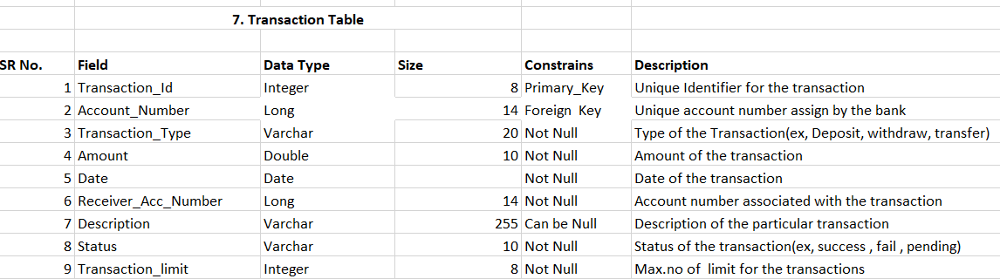 7. Transaction Table
SR No. Field Data Type Size Constrains Description
1 Transaction_Id Integer 8 Primary_Key Unique Identifier for the transaction
2 Account_Number Long 14 Foreign Key Unique account number assign by the bank
3 Transaction_Type Varchar 20 Not Null Type of the Transaction(ex, Deposit, withdraw, transfer)
4 Amount Double 10 Not Null Amount of the transaction
5 Date Date Not Null Date of the transaction
6 Receiver_Acc_Number Long 14 Not Null Account number associated with the transaction
7 Description Varchar 255 Can be Null Description of the particular transaction
8 Status Varchar 10 Not Null Status of the transaction(ex, success , fail , pending)
9 Transaction_limit Integer 8 Not Null Max.no of limit for the transactions